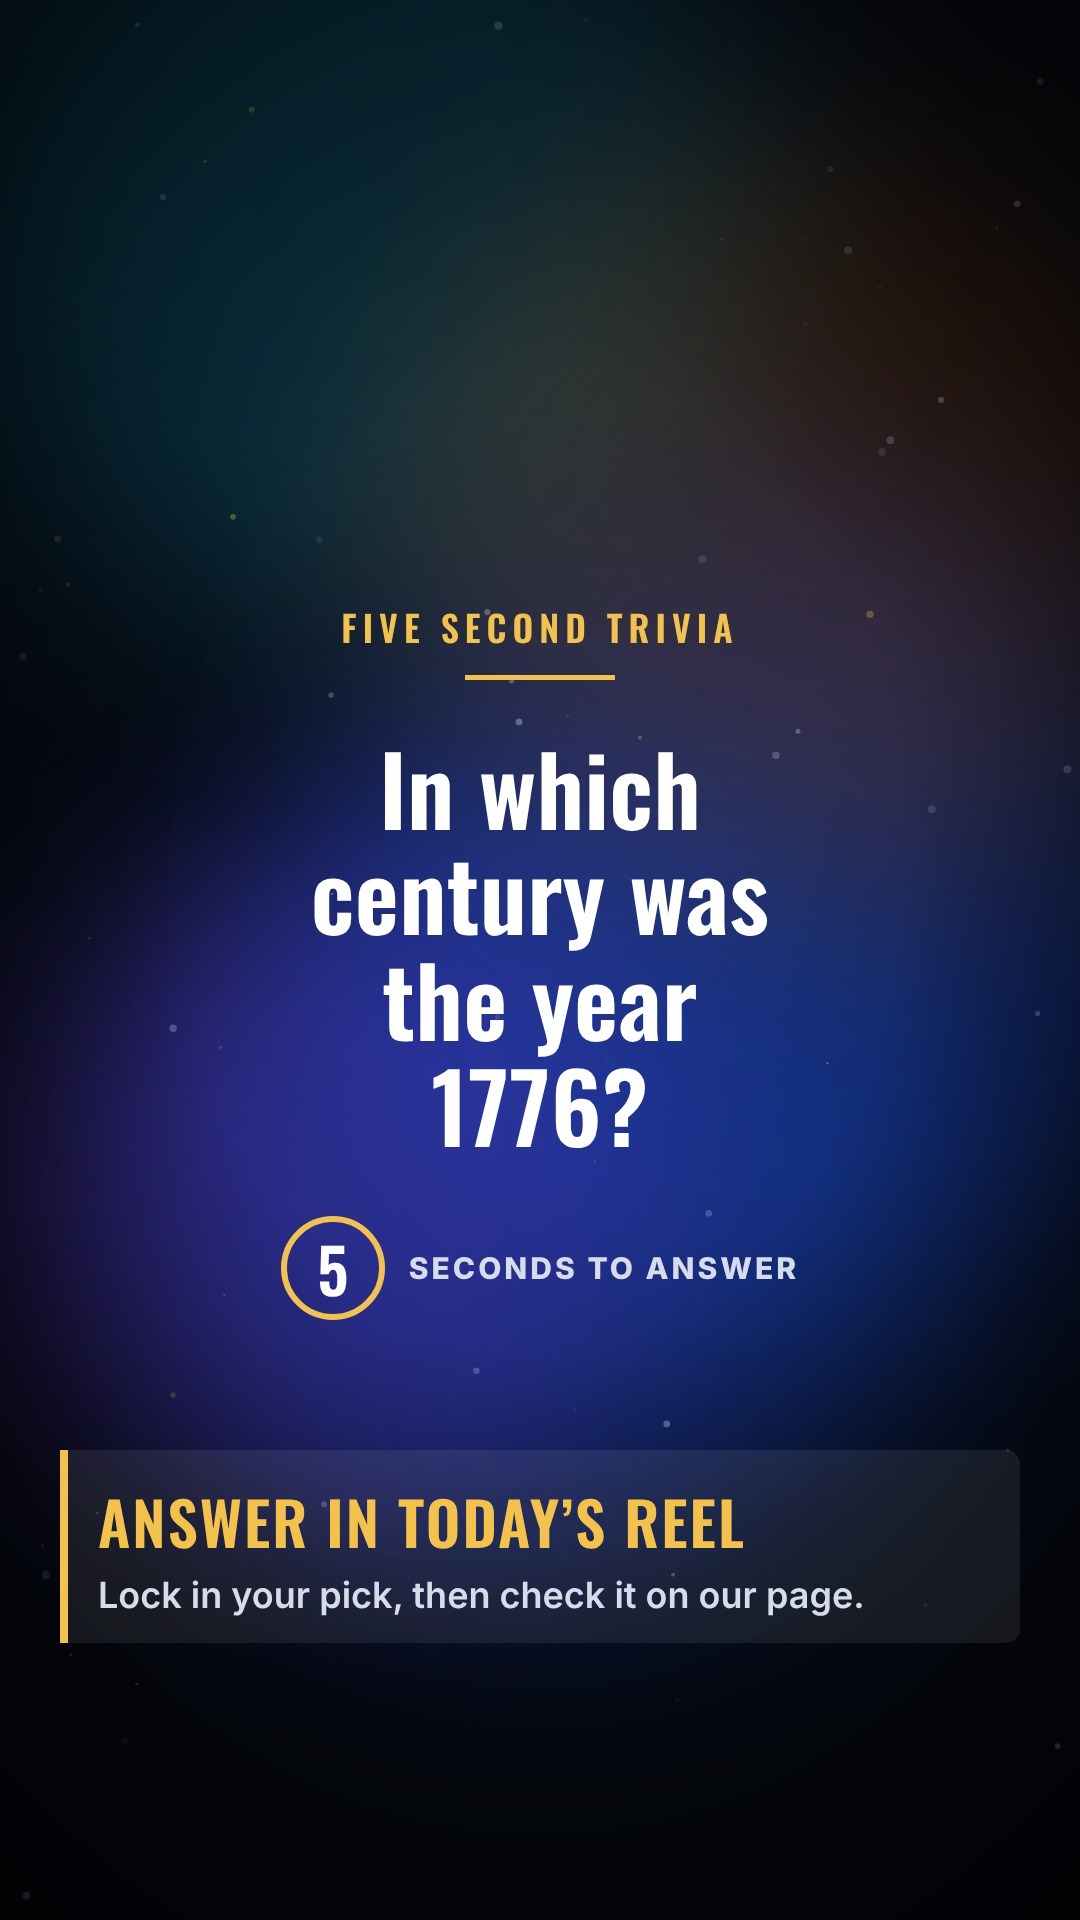 FIVE SECOND TRIVIA
In which
century was
the year
1776?
5 SECONDS TO ANSWER
ANSWER IN TODAY’S REEL
Lock in your pick, then check it on our page.